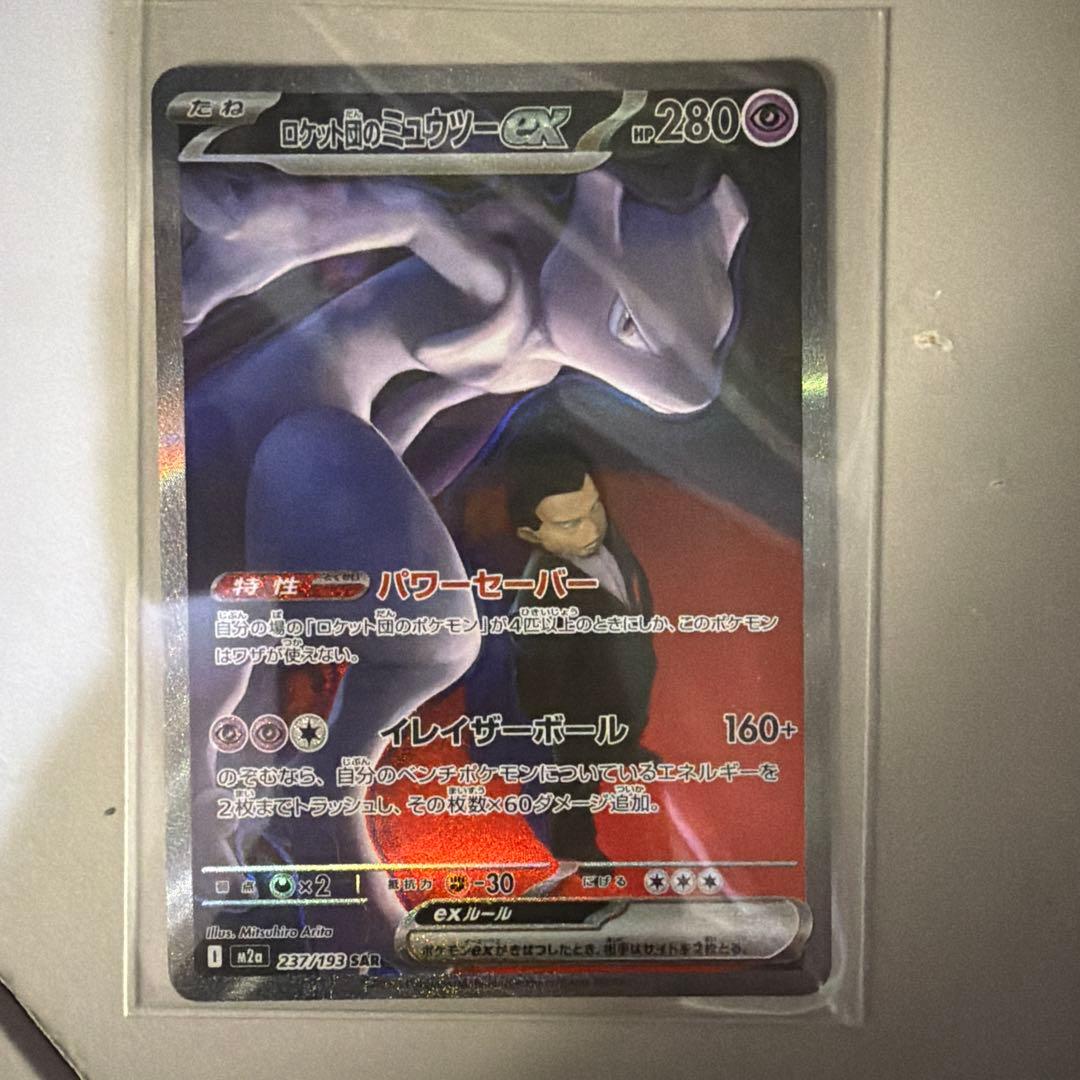 たね
ロケット団のミュウツーex
HP 280
特性 パワーセーバー
自分の場の「ロケット団のポケモン」が4匹以上のときにしか、このポケモン
はワザが使えない。
イレイザーボール 160+
のぞむなら、自分のベンチポケモンについているエネルギーを
2枚までトラッシュし、その枚数×60ダメージ追加。
弱点 ×2 抵抗力 -30 にげる
exルール
ポケモンexがきぜつしたとき、相手はサイドを2枚とる。
Illus. Mitsuhiro Arita
I M2a 237/193 SAR